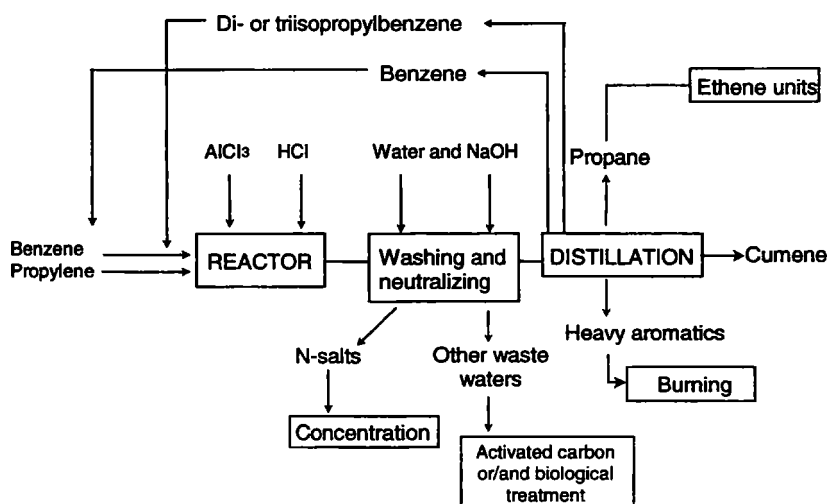 Di- or triisopropylbenzene
Benzene
Ethene units
AlCl3
HCl
Water and NaOH
Propane
Benzene
Propylene
REACTOR
Washing and
neutralizing
DISTILLATION
Cumene
N-salts
Other waste
waters
Heavy aromatics
Burning
Concentration
Activated carbon
or/and biological
treatment